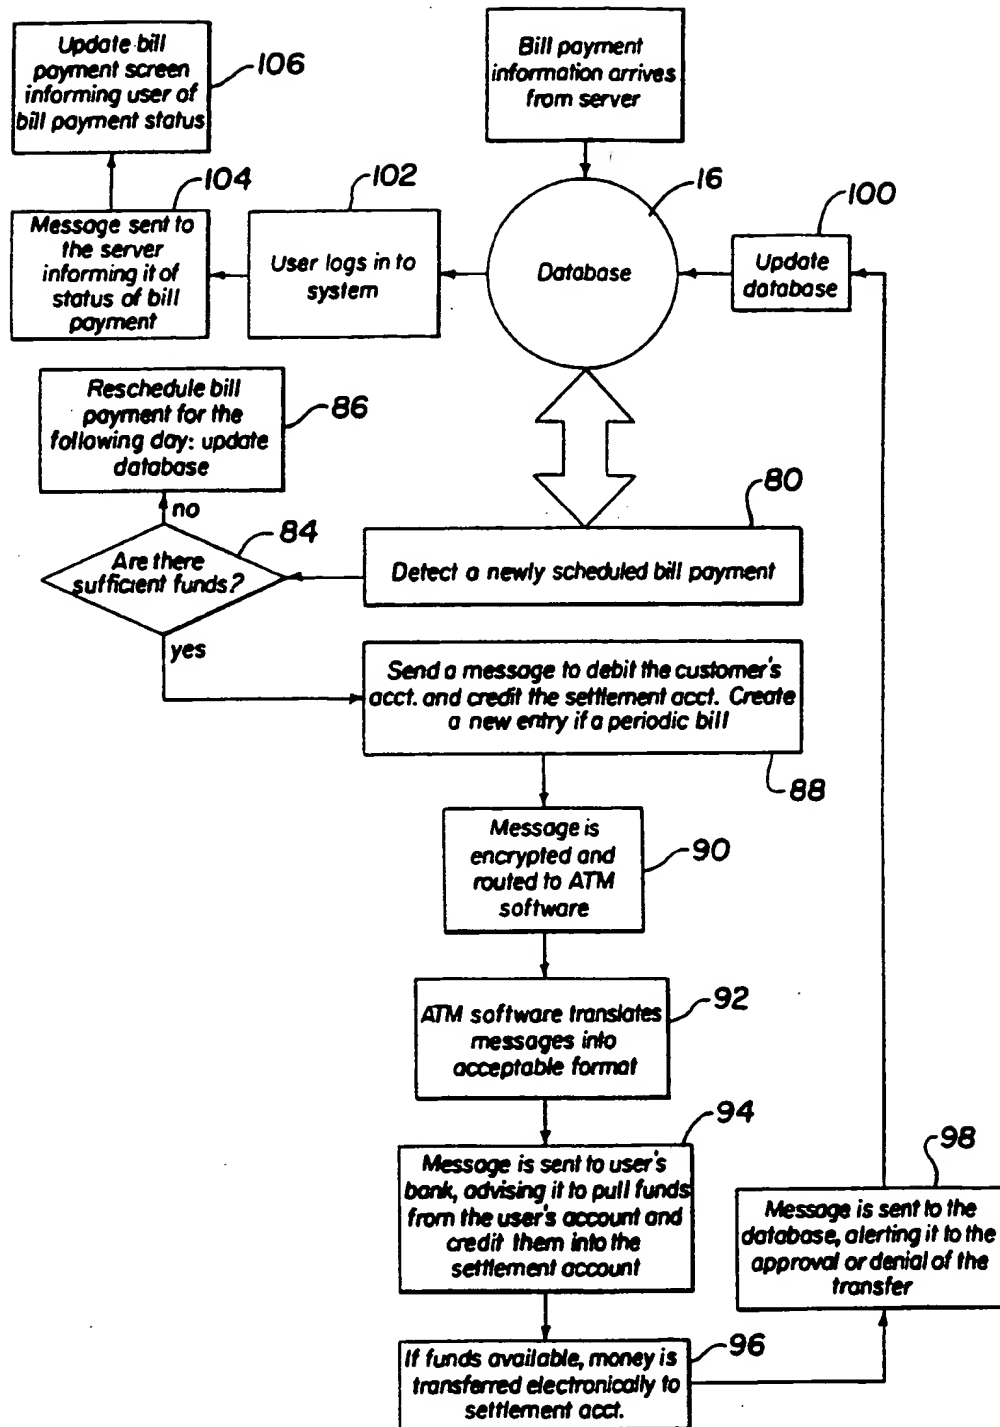 Update bill
payment screen
informing user of
bill payment status
106
Bill payment
information arrives
from server
104
Message sent to
the server
informing it of
status of bill
payment
102
User logs in to
system
16
Database
100
Update
database
Reschedule bill
payment for the
following day: update
database
86
no
84
Are there
sufficient funds?
yes
80
Detect a newly scheduled bill payment
Send a message to debit the customer's
acct. and credit the settlement acct. Create
a new entry if a periodic bill
88
Message is
encrypted and
routed to ATM
software
90
ATM software translates
messages into
acceptable format
92
94
Message is sent to user's
bank, advising it to pull funds
from the user's account and
credit them into the
settlement account
98
Message is sent to the
database, alerting it to the
approval or denial of the
transfer
If funds available, money is
transferred electronically to
settlement acct.
96